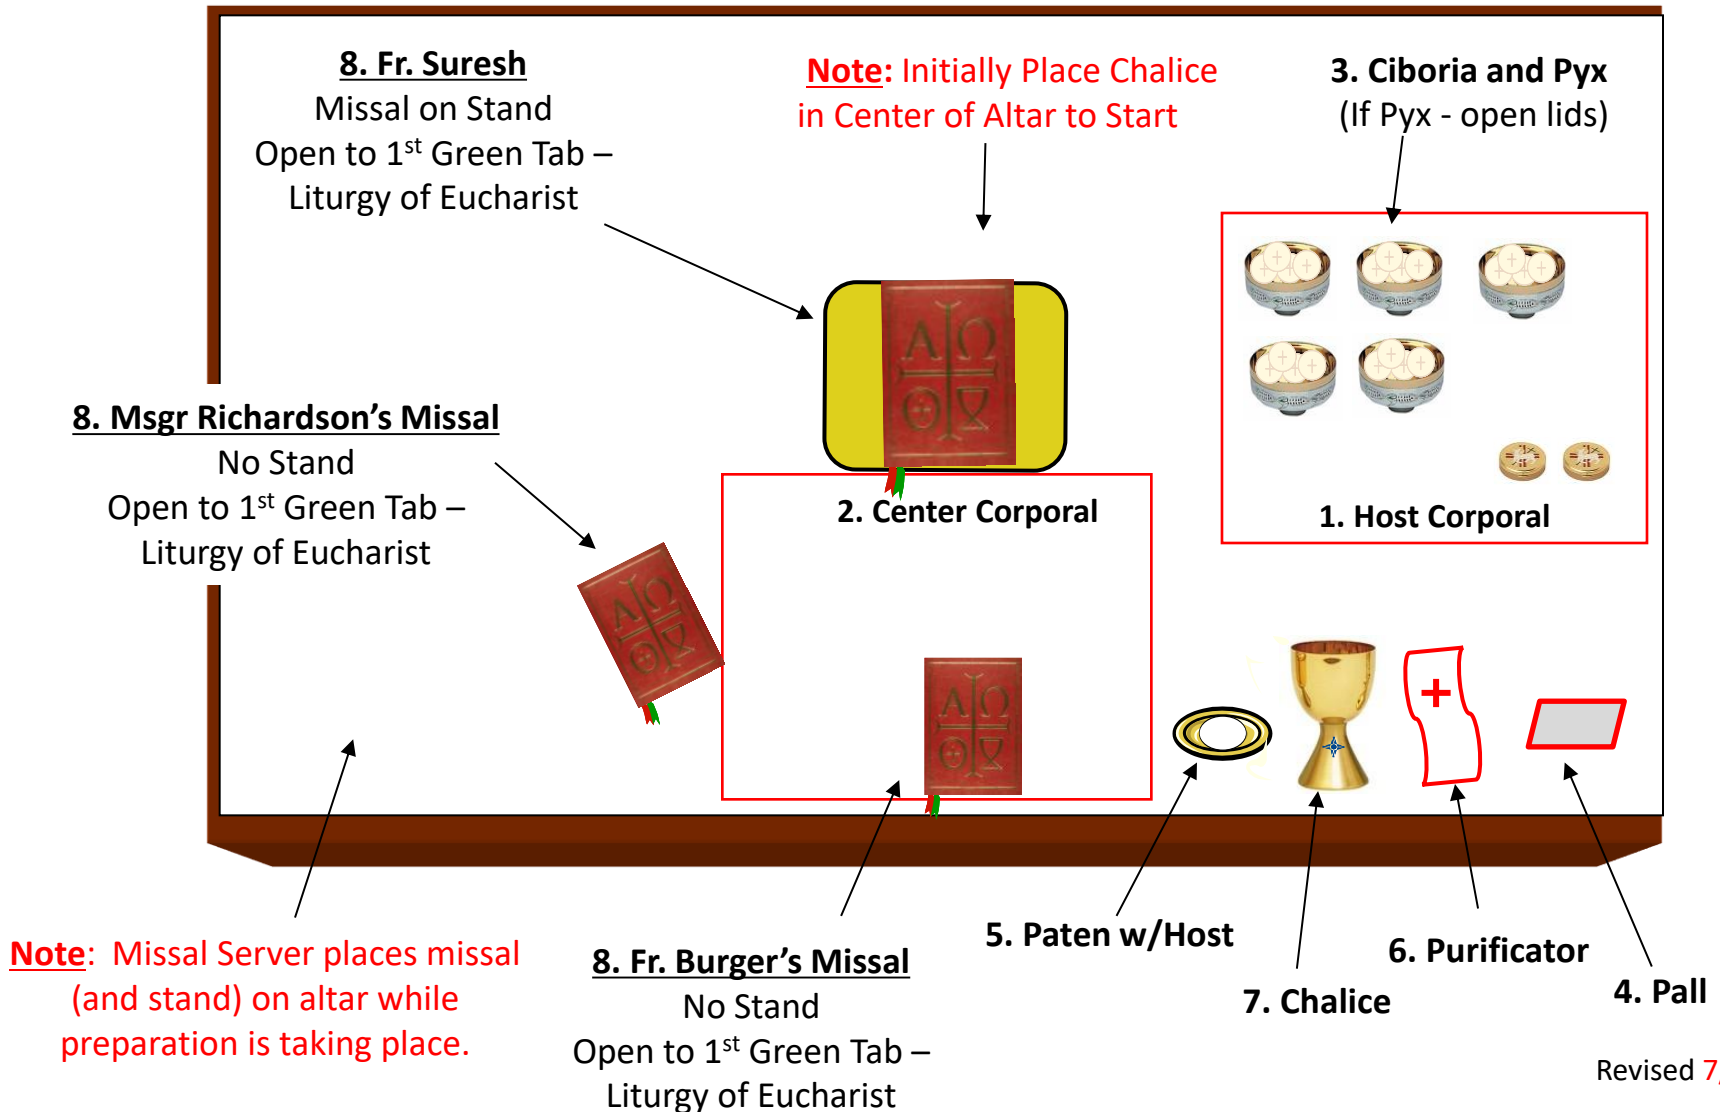 8. Fr. Suresh
Missal on Stand
Open to 1st Green Tab –
Liturgy of Eucharist
Note: Initially Place Chalice
in Center of Altar to Start
3. Ciboria and Pyx
(If Pyx - open lids)
8. Msgr Richardson’s Missal
No Stand
Open to 1st Green Tab –
Liturgy of Eucharist
2. Center Corporal
1. Host Corporal
Note: Missal Server places missal
(and stand) on altar while
preparation is taking place.
8. Fr. Burger’s Missal
No Stand
Open to 1st Green Tab –
Liturgy of Eucharist
5. Paten w/Host
7. Chalice
6. Purificator
4. Pall
Revised 7/